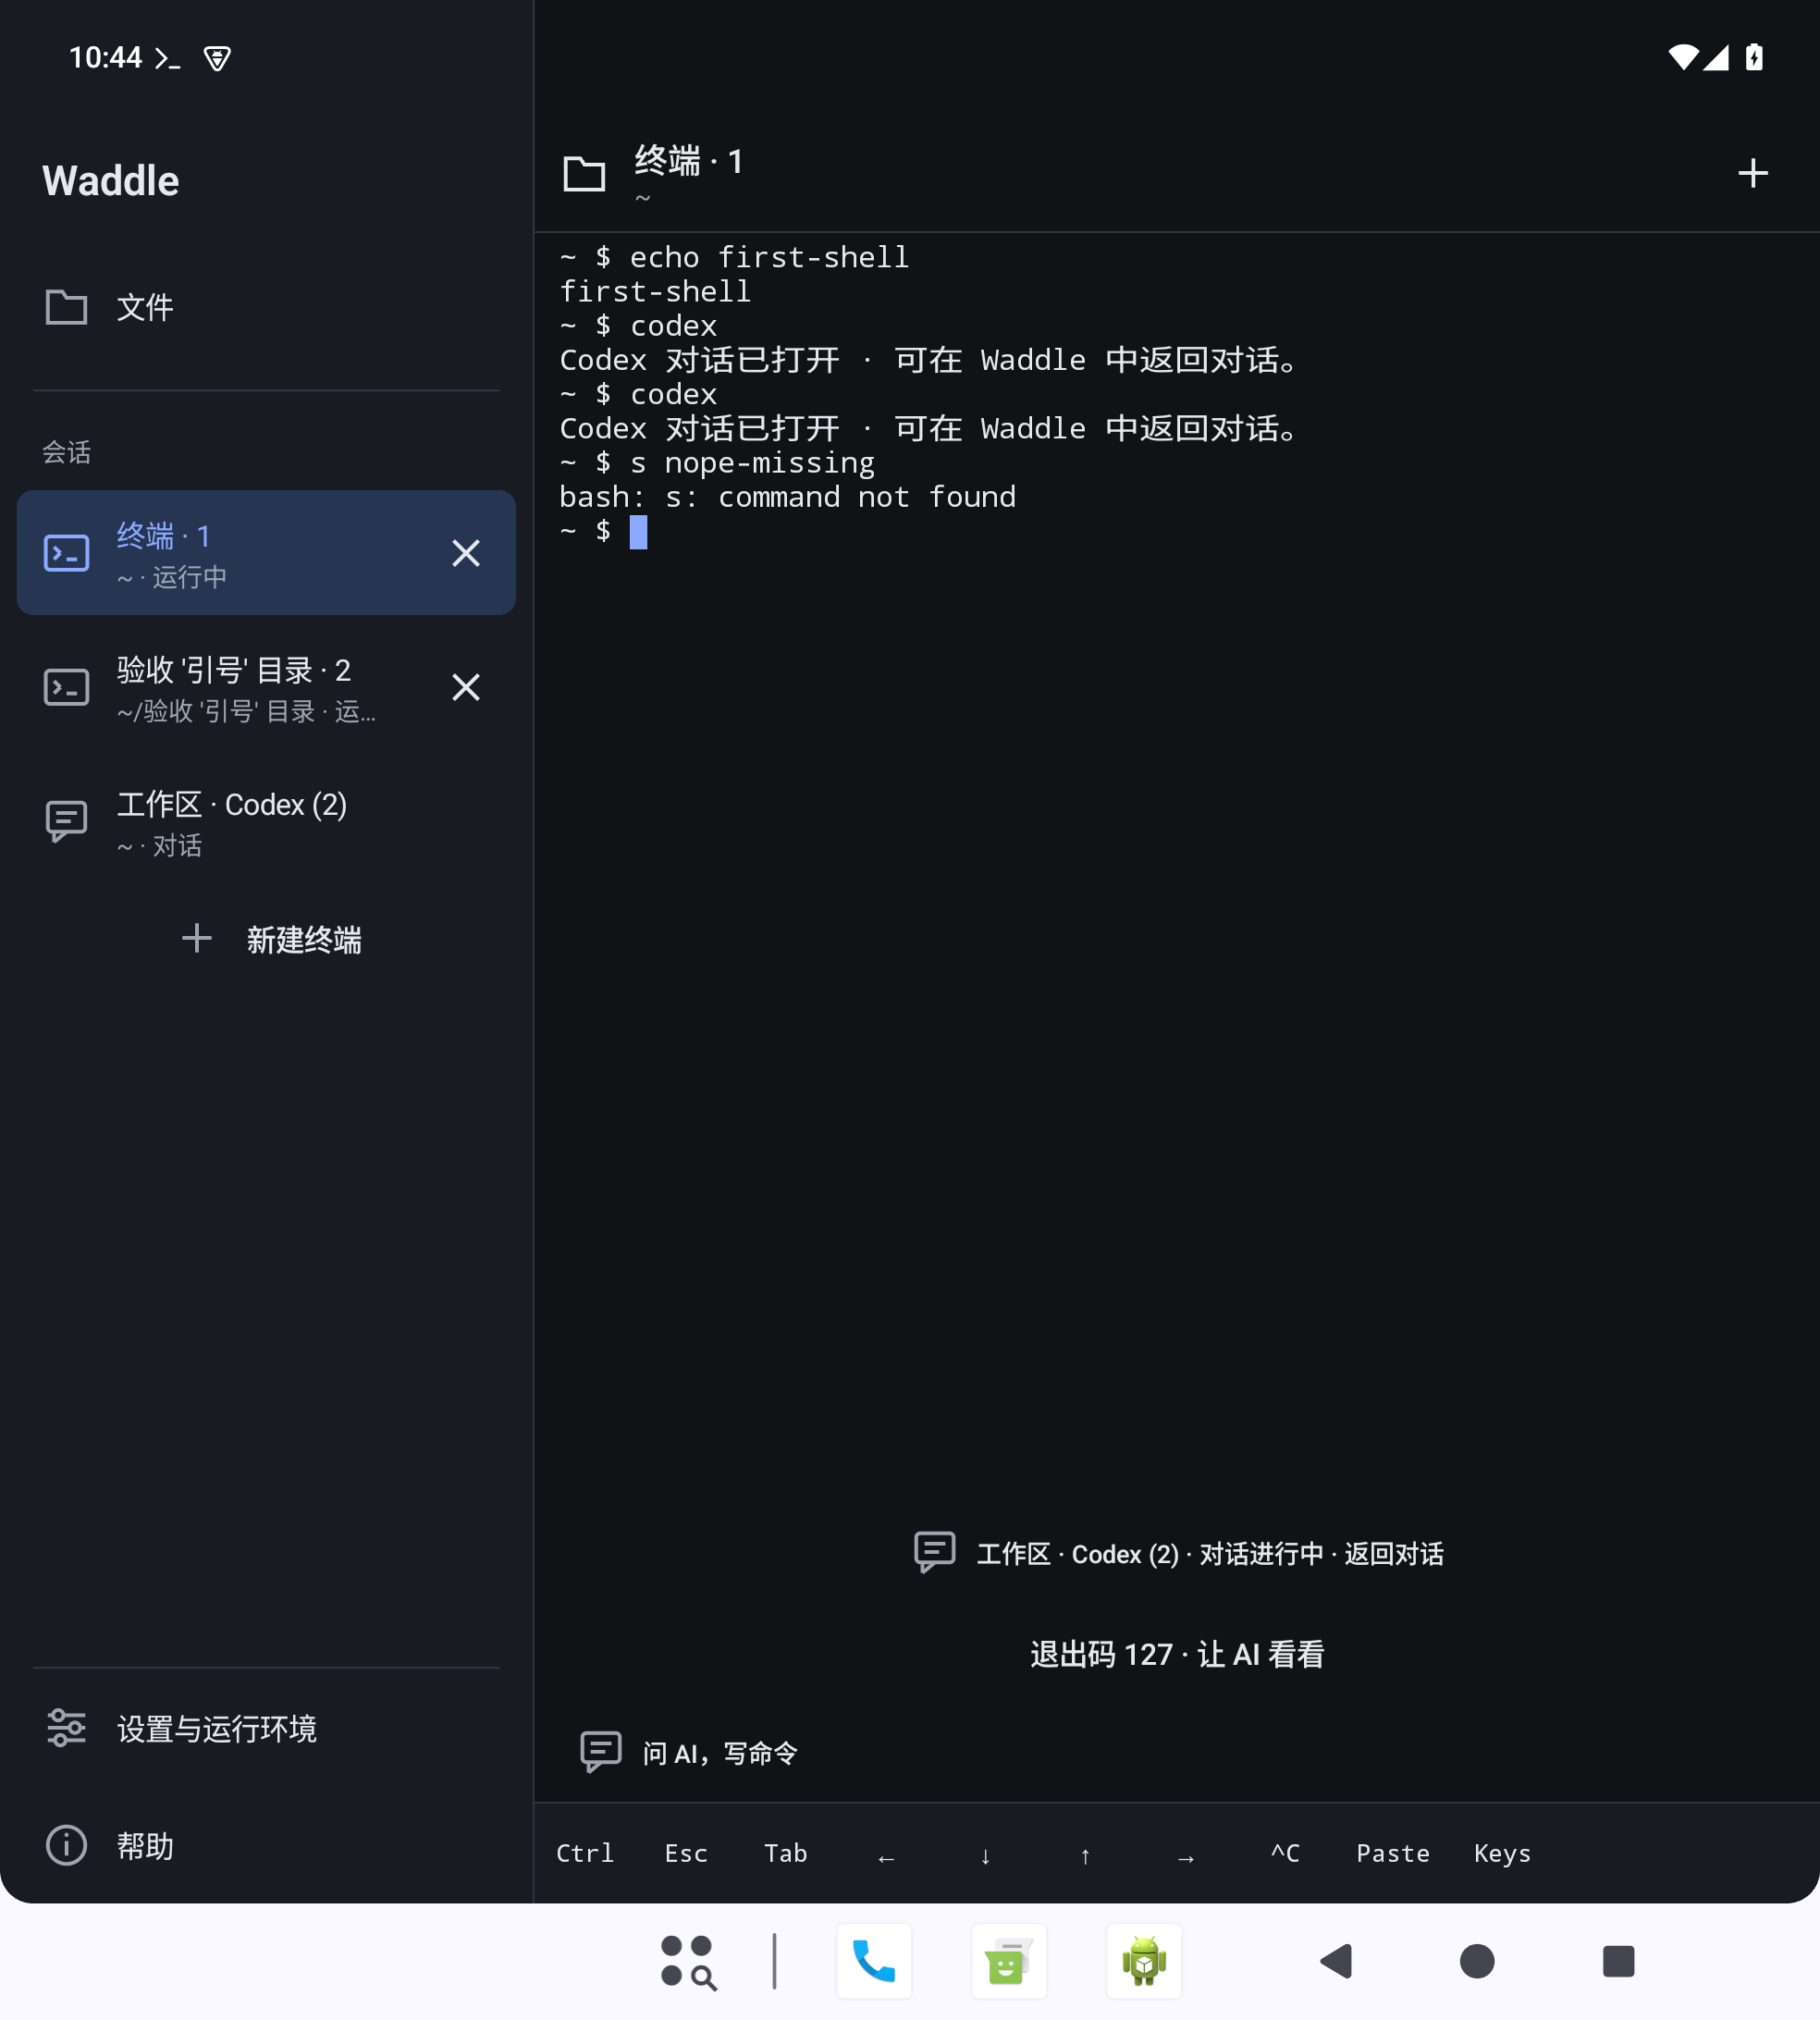 10:44
Waddle
文件
会话
终端 · 1
~ · 运行中
验收 '引号' 目录 · 2
~/验收 '引号' 目录 · 运...
工作区 · Codex (2)
~ · 对话
新建终端
设置与运行环境
帮助
终端 · 1
~
~ $ echo first-shell
first-shell
~ $ codex
Codex 对话已打开 · 可在 Waddle 中返回对话。
~ $ codex
Codex 对话已打开 · 可在 Waddle 中返回对话。
~ $ s nope-missing
bash: s: command not found
~ $
工作区 · Codex (2) · 对话进行中 · 返回对话
退出码 127 · 让 AI 看看
问 AI，写命令
Ctrl Esc Tab ← ↓ ↑ → ^C Paste Keys